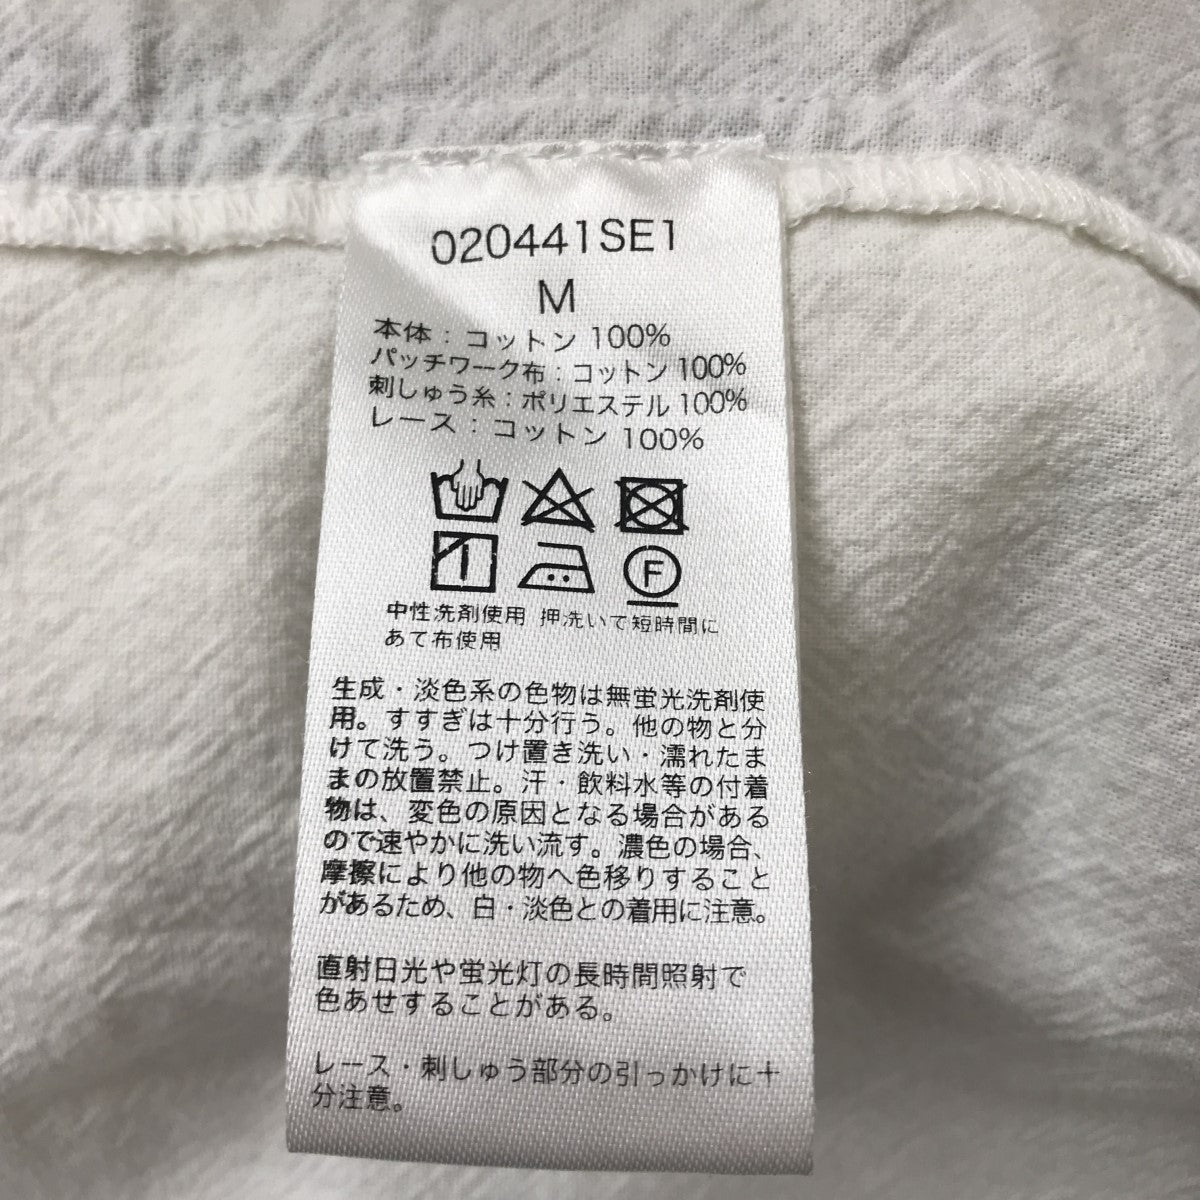 020441SE1
M
本体：コットン 100%
パッチワーク布：コットン 100%
刺しゅう糸：ポリエステル 100%
レース：コットン 100%
F
中性洗剤使用 押洗いで短時間に
あて布使用
生成・淡色系の色物は無蛍光洗剤使
用。すすぎは十分行う。他の物と分
けて洗う。つけ置き洗い・濡れたま
まの放置禁止。汗・飲料水等の付着
物は、変色の原因となる場合がある
ので速やかに洗い流す。濃色の場合、
摩擦により他の物へ色移りすること
があるため、白・淡色との着用に注意。
直射日光や蛍光灯の長時間照射で
色あせすることがある。
レース・刺しゅう部分の引っかけに十
分注意。